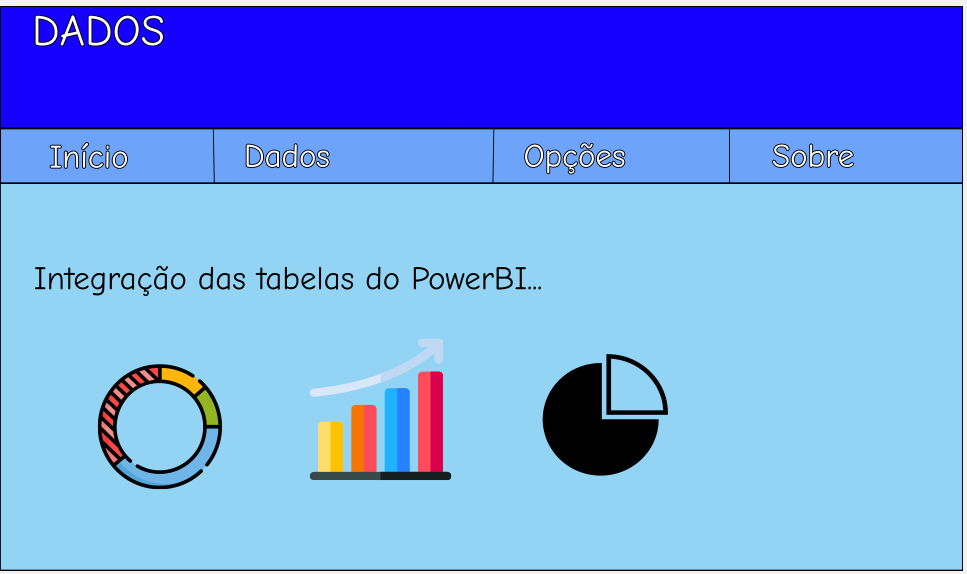 DADOS
Início Dados Opções Sobre
Integração das tabelas do PowerBI...